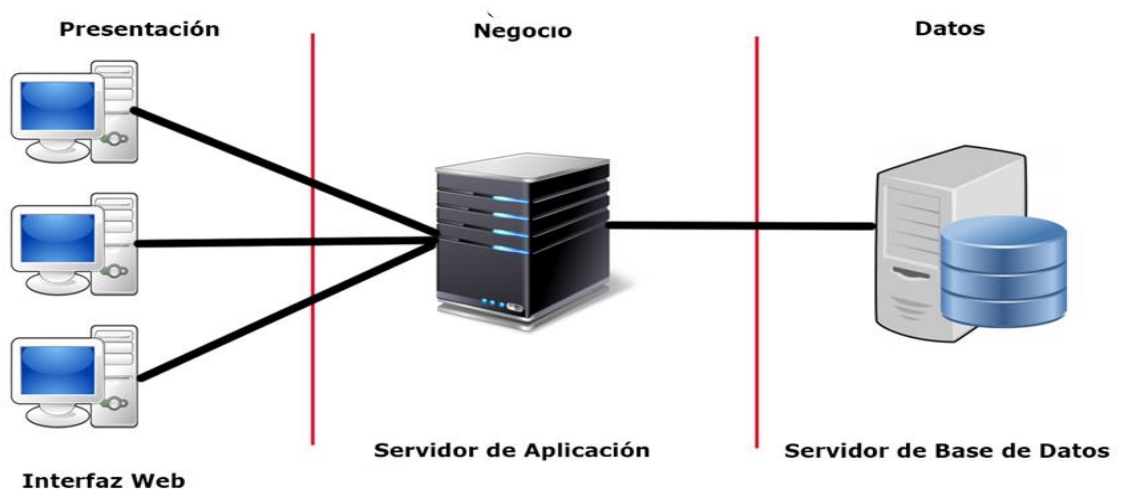 Presentación
Negocio
Datos
Servidor de Aplicación
Servidor de Base de Datos
Interfaz Web